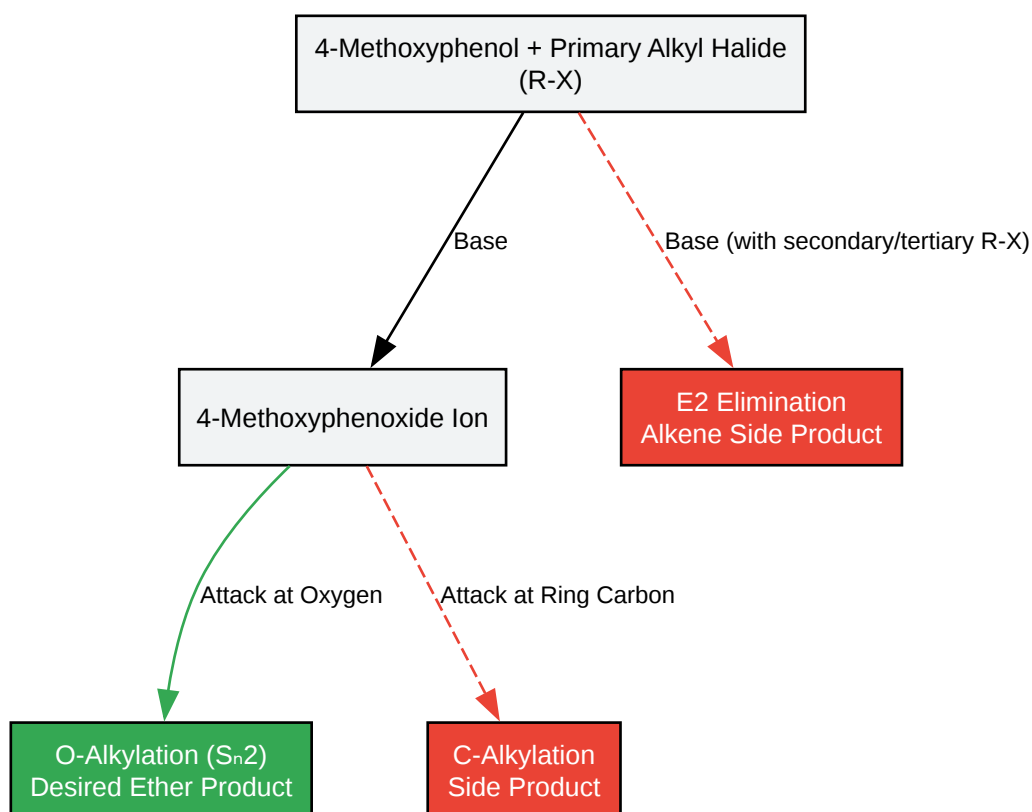 4-Methoxyphenol + Primary Alkyl Halide
(R-X)
Base
Base (with secondary/tertiary R-X)
4-Methoxyphenoxide Ion
E2 Elimination
Alkene Side Product
Attack at Oxygen
Attack at Ring Carbon
O-Alkylation (Sₙ2)
Desired Ether Product
C-Alkylation
Side Product